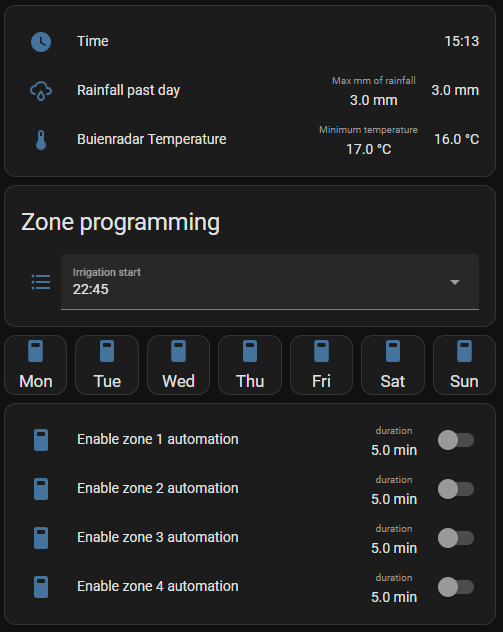 Time
15:13
Max mm of rainfall
Rainfall past day
3.0 mm
3.0 mm
Minimum temperature
Buienradar Temperature
17.0 °C
16.0 °C
Zone programming
Irrigation start
22:45
Mon
Tue
Wed
Thu
Fri
Sat
Sun
Enable zone 1 automation
duration
5.0 min
Enable zone 2 automation
duration
5.0 min
Enable zone 3 automation
duration
5.0 min
Enable zone 4 automation
duration
5.0 min